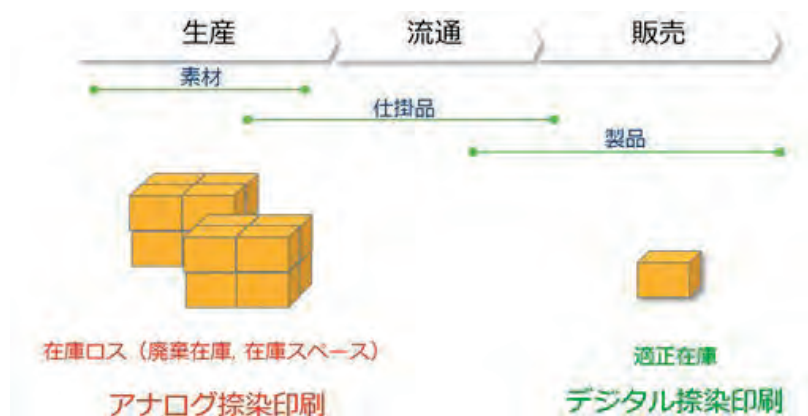 生産 流通 販売
素材
仕掛品
製品
在庫ロス（廃棄在庫, 在庫スペース）
適正在庫
アナログ捺染印刷
デジタル捺染印刷